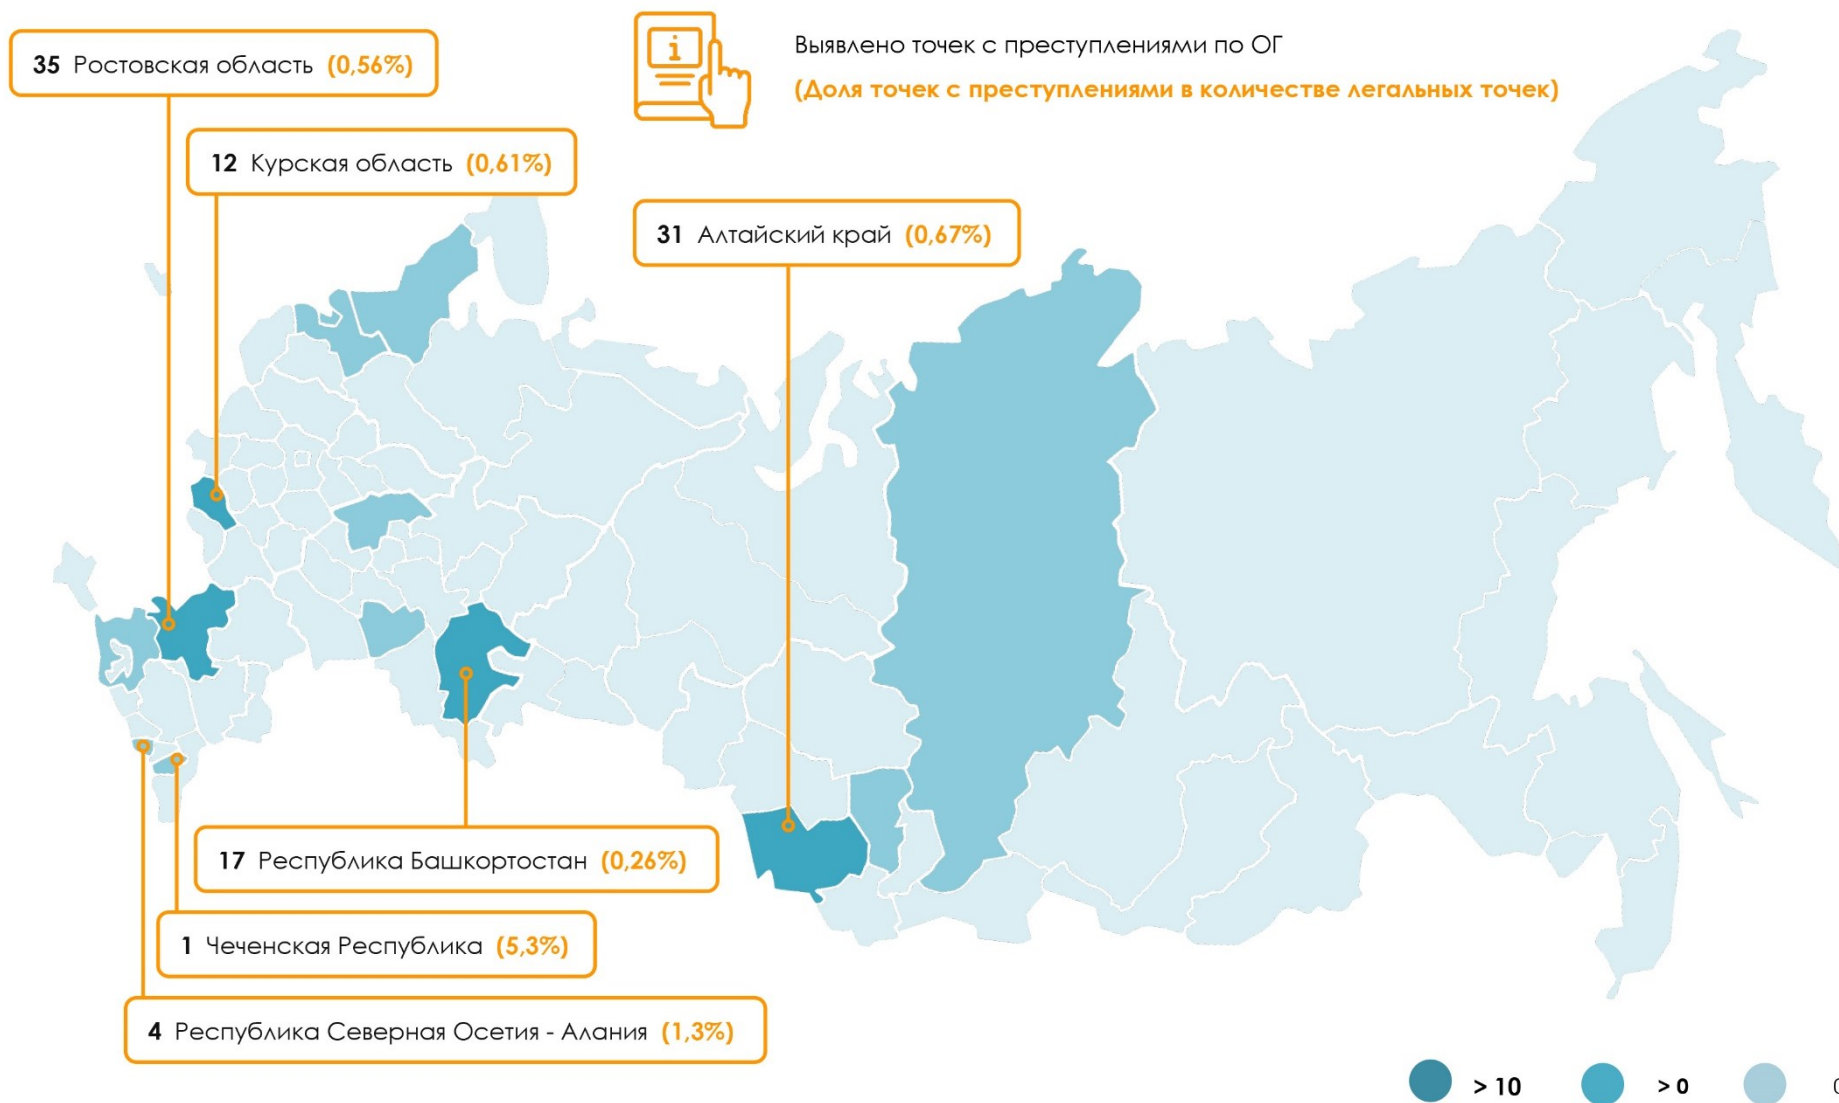 35 Ростовская область (0,56%)
Выявлено точек с преступлениями по ОГ
(Доля точек с преступлениями в количестве легальных точек)
i
12 Курская область (0,61%)
31 Алтайский край (0,67%)
17 Республика Башкортостан (0,26%)
1 Чеченская Республика (5,3%)
4 Республика Северная Осетия - Алания (1,3%)
> 10 > 0 0